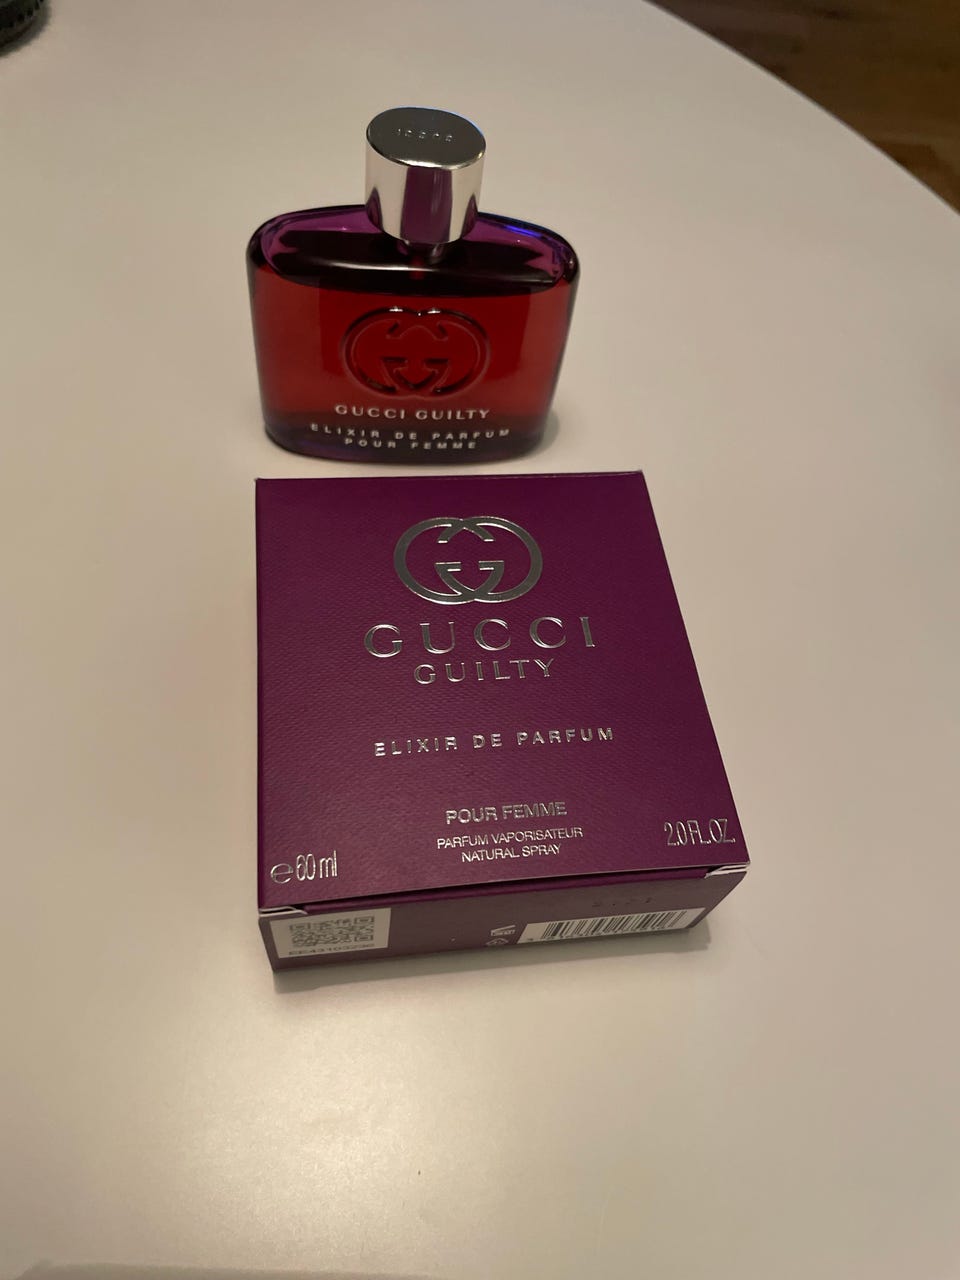 GUCCI GUILTY
ELIXIR DE PARFUM
POUR FEMME
GUCCI
GUILTY
ELIXIR DE PARFUM
POUR FEMME
PARFUM VAPORISATEUR
NATURAL SPRAY
e 60 ml
2.0 FL.OZ.